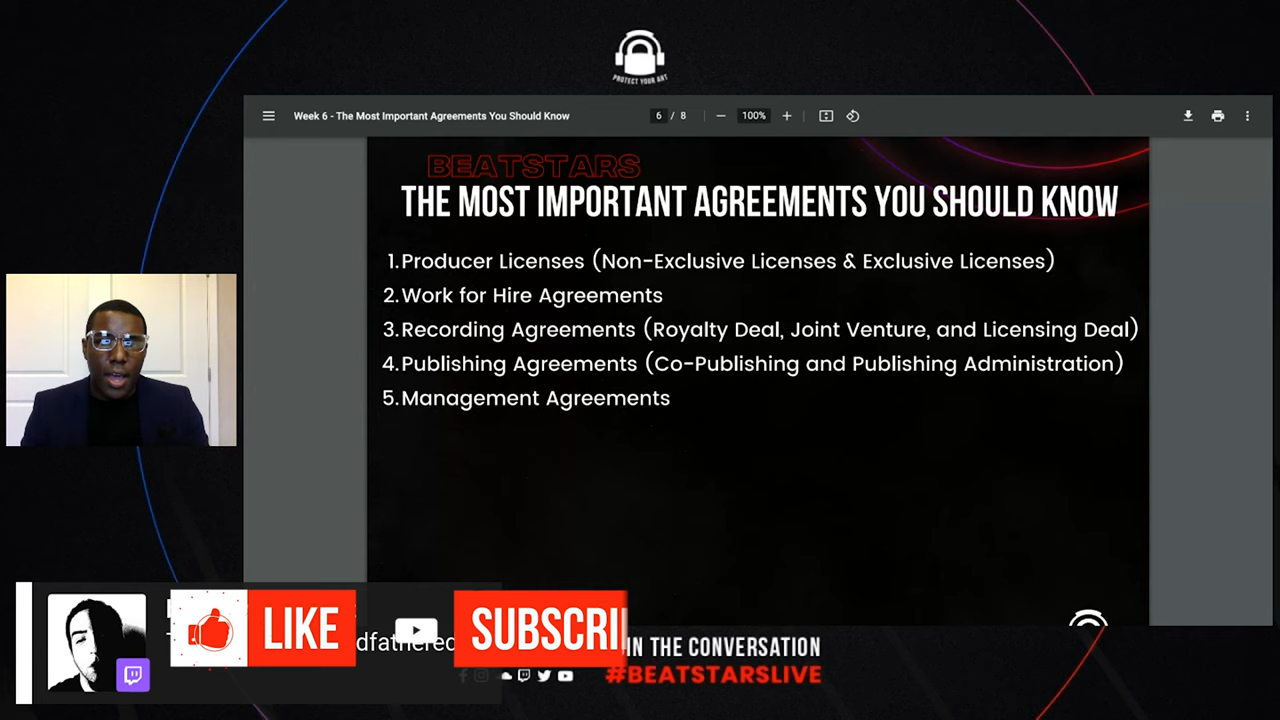 PROTECT YOUR ART
Week 6 - The Most Important Agreements You Should Know
6 / 8
100%
BEATSTARS
THE MOST IMPORTANT AGREEMENTS YOU SHOULD KNOW
1.Producer Licenses (Non-Exclusive Licenses & Exclusive Licenses)
2.Work for Hire Agreements
3.Recording Agreements (Royalty Deal, Joint Venture, and Licensing Deal)
4.Publishing Agreements (Co-Publishing and Publishing Administration)
5.Management Agreements
LIKE
dfathered
SUBSCRI
IN THE CONVERSATION
#BEATSTARSLIVE